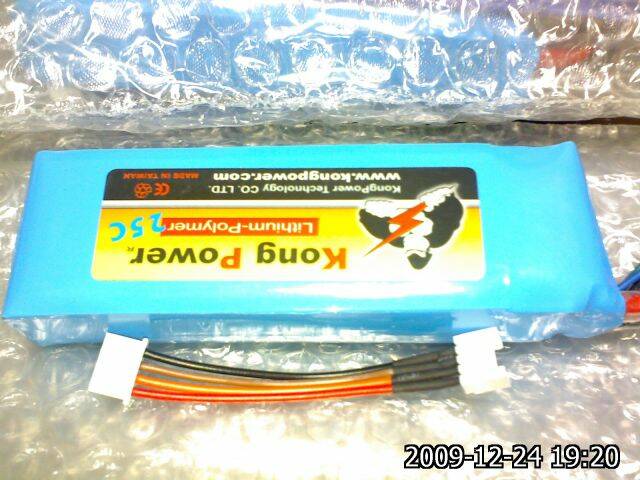 Kong Power
Lithium-Polymer
25C
KongPower Technology CO. LTD.
www.kongpower.com
CE
MADE IN TAIWAN
2009-12-24 19:20